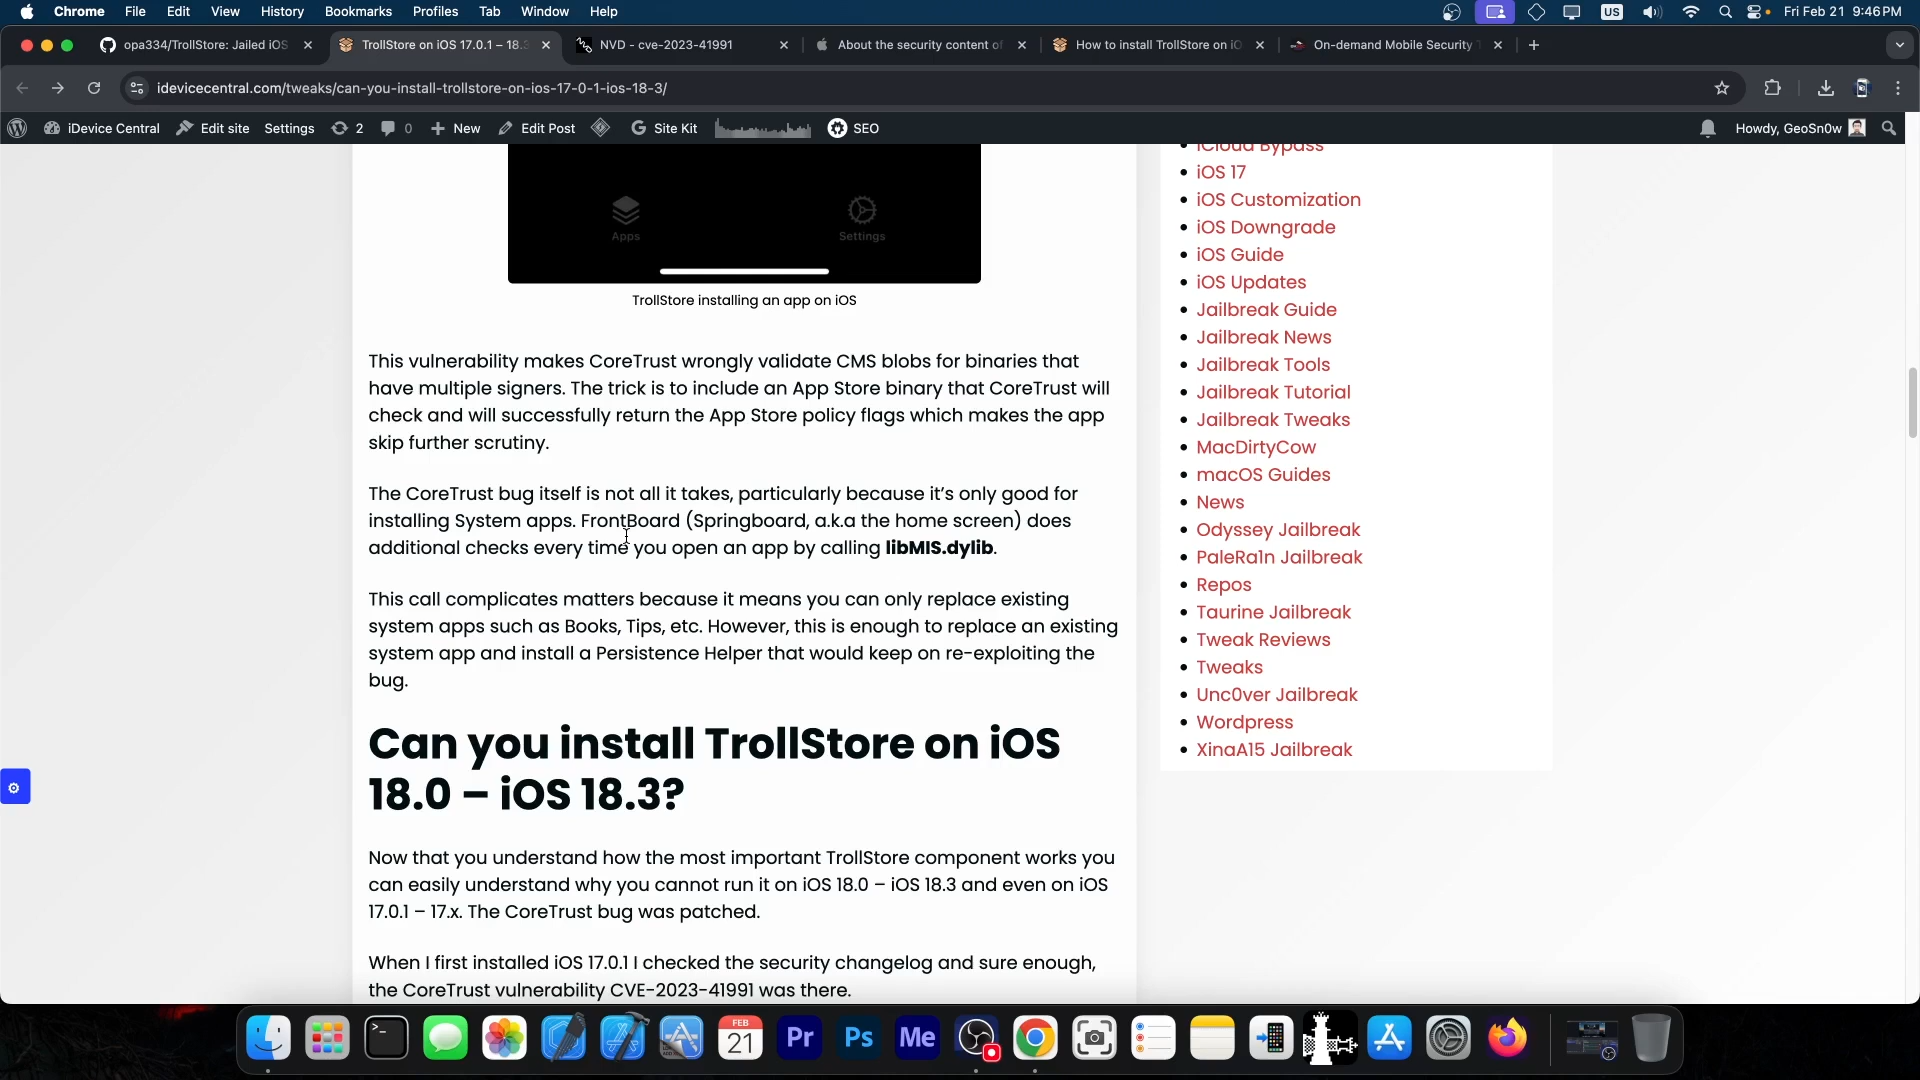 Chrome File Edit View History Bookmarks Profiles Tab Window Help US Fri Feb 21 9:46 PM
opa334/TrollStore: Jailed iOS TrollStore on iOS 17.0.1 – 18.3 NVD - cve-2023-41991 About the security content of How to install TrollStore on iO On-demand Mobile Security
idevicecentral.com/tweaks/can-you-install-trollstore-on-ios-17-0-1-ios-18-3/
iDevice Central Edit site Settings 2 0 New Edit Post Site Kit SEO Howdy, GeoSn0w
Apps Settings
TrollStore installing an app on iOS
This vulnerability makes CoreTrust wrongly validate CMS blobs for binaries that
have multiple signers. The trick is to include an App Store binary that CoreTrust will
check and will successfully return the App Store policy flags which makes the app
skip further scrutiny.
The CoreTrust bug itself is not all it takes, particularly because it’s only good for
installing System apps. FrontBoard (Springboard, a.k.a the home screen) does
additional checks every time you open an app by calling libMIS.dylib.
This call complicates matters because it means you can only replace existing
system apps such as Books, Tips, etc. However, this is enough to replace an existing
system app and install a Persistence Helper that would keep on re-exploiting the
bug.
Can you install TrollStore on iOS
18.0 – iOS 18.3?
Now that you understand how the most important TrollStore component works you
can easily understand why you cannot run it on iOS 18.0 – iOS 18.3 and even on iOS
17.0.1 – 17.x. The CoreTrust bug was patched.
When I first installed iOS 17.0.1 I checked the security changelog and sure enough,
the CoreTrust vulnerability CVE-2023-41991 was there.
iCloud Bypass
iOS 17
iOS Customization
iOS Downgrade
iOS Guide
iOS Updates
Jailbreak Guide
Jailbreak News
Jailbreak Tools
Jailbreak Tutorial
Jailbreak Tweaks
MacDirtyCow
macOS Guides
News
Odyssey Jailbreak
PaleRa1n Jailbreak
Repos
Taurine Jailbreak
Tweak Reviews
Tweaks
Unc0ver Jailbreak
Wordpress
XinaA15 Jailbreak
FEB
21
Pr Ps Me